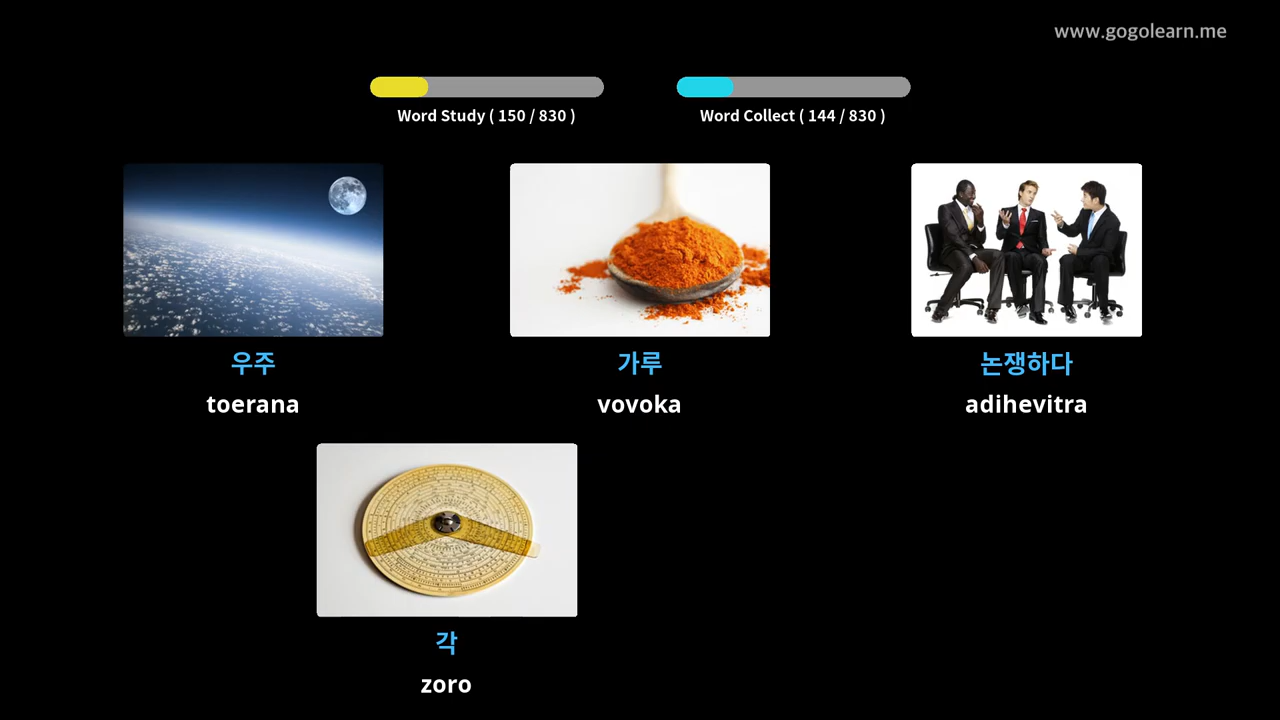 www.gogolearn.me
Word Study ( 150 / 830 )
Word Collect ( 144 / 830 )
우주
toerana
가루
vovoka
논쟁하다
adihevitra
각
zoro